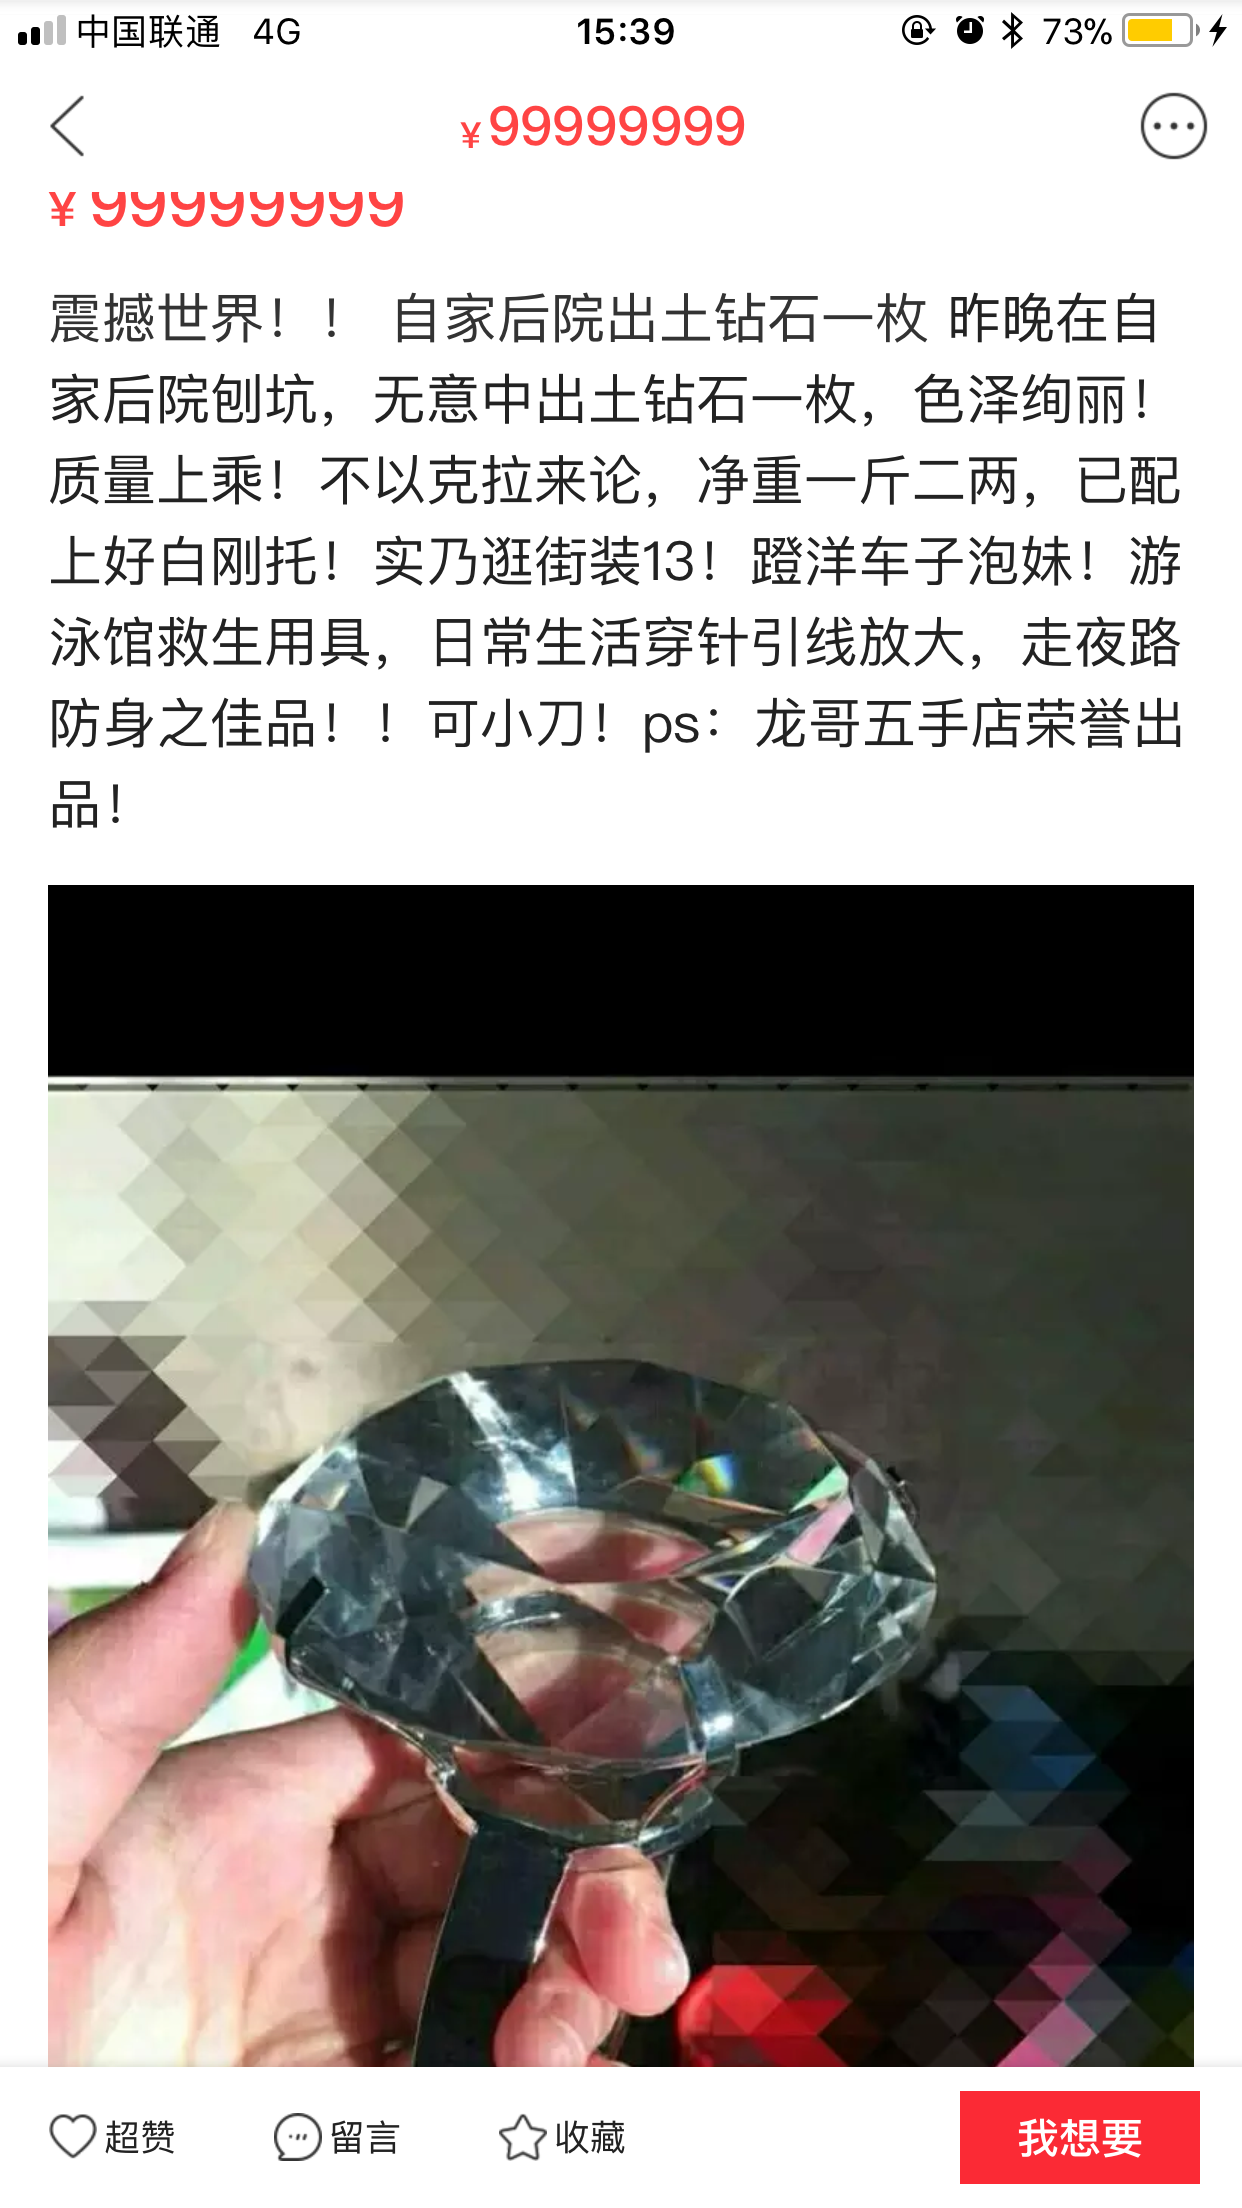 中国联通 4G 15:39 73%
¥99999999
¥99999999
震撼世界！！ 自家后院出土钻石一枚 昨晚在自
家后院刨坑，无意中出土钻石一枚，色泽绚丽！
质量上乘！不以克拉来论，净重一斤二两，已配
上好白刚托！实乃逛街装13！蹬洋车子泡妹！游
泳馆救生用具，日常生活穿针引线放大，走夜路
防身之佳品！！可小刀！ps：龙哥五手店荣誉出
品！
超赞 留言 收藏 我想要